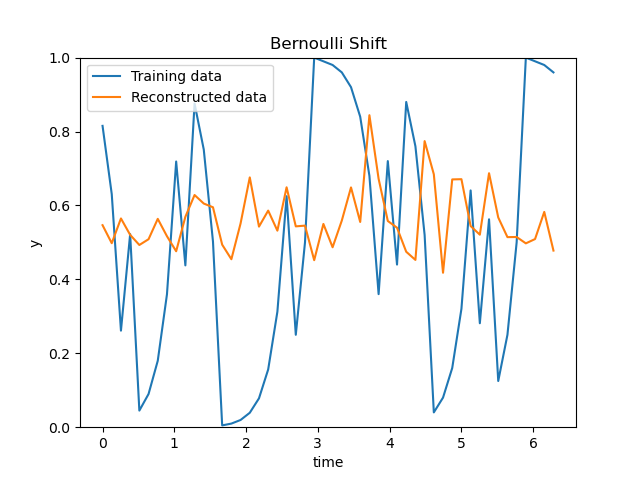 Bernoulli Shift
Training data
Reconstructed data
1.0
0.8
0.6
0.4
0.2
0.0
y
0 1 2 3 4 5 6
time